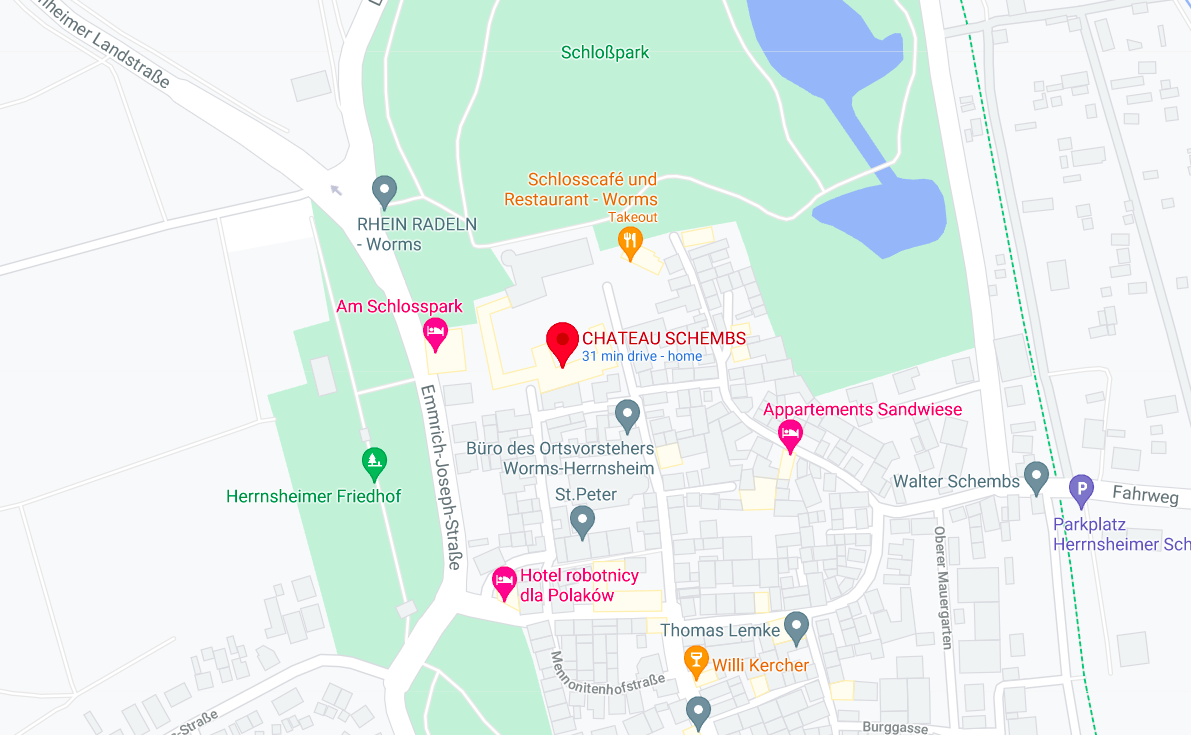 nheimer Landstraße
Schloßpark
Schlosscafé und
Restaurant - Worms
Takeout
RHEIN RADELN
- Worms
Am Schlosspark
CHATEAU SCHEMBS
31 min drive - home
Emmrich-Joseph-Straße
Appartements Sandwiese
Büro des Ortsvorstehers
Worms-Herrnsheim
Herrnsheimer Friedhof
St.Peter
Walter Schembs
P
Fahrweg
Parkplatz
Herrnsheimer Sch
Oberer Mauergarten
Hotel robotnicy
dla Polaków
Thomas Lemke
Willi Kercher
Mennonitenhofstraße
ß-Straße
Burggasse